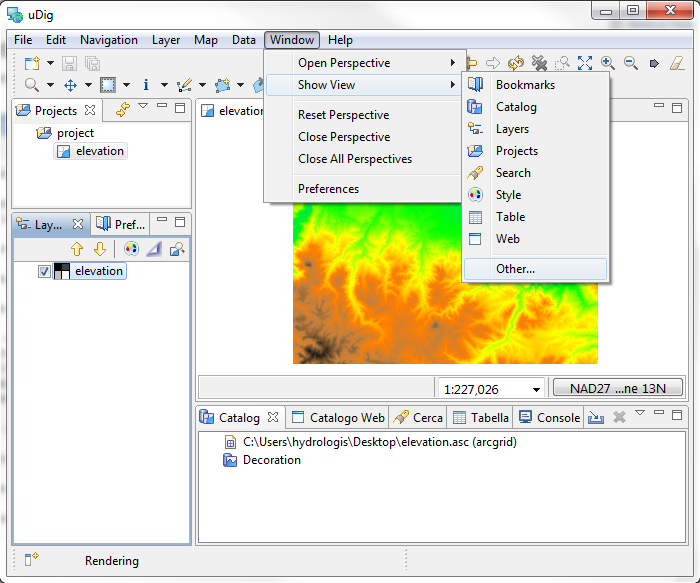 uDig
File Edit Navigation Layer Map Data Window Help
Open Perspective
Show View
Reset Perspective
Close Perspective
Close All Perspectives
Preferences
Bookmarks
Catalog
Layers
Projects
Search
Style
Table
Web
Other...
Projects
project
elevation
elevation
Lay... Pref...
elevation
1:227,026 NAD27 ...ne 13N
Catalog Catalogo Web Cerca Tabella Console
C:\Users\hydrologis\Desktop\elevation.asc (arcgrid)
Decoration
Rendering